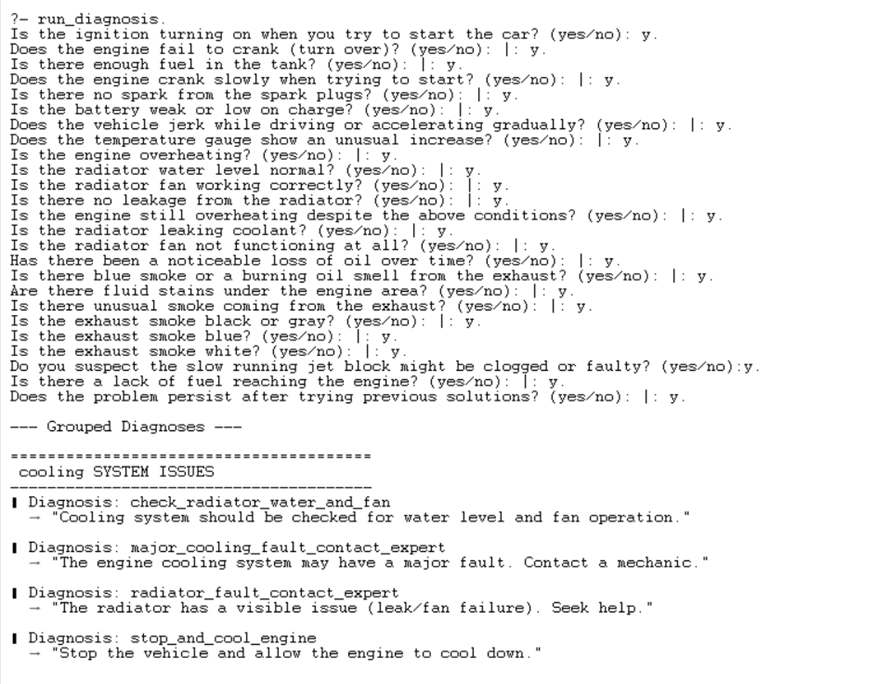 ?- run_diagnosis.
Is the ignition turning on when you try to start the car? (yes/no): y.
Does the engine fail to crank (turn over)? (yes/no): |: y.
Is there enough fuel in the tank? (yes/no): |: y.
Does the engine crank slowly when trying to start? (yes/no): |: y.
Is there no spark from the spark plugs? (yes/no): |: y.
Is the battery weak or low on charge? (yes/no): |: y.
Does the vehicle jerk while driving or accelerating gradually? (yes/no): |: y.
Does the temperature gauge show an unusual increase? (yes/no): |: y.
Is the engine overheating? (yes/no): |: y.
Is the radiator water level normal? (yes/no): |: y.
Is the radiator fan working correctly? (yes/no): |: y.
Is there no leakage from the radiator? (yes/no): |: y.
Is the engine still overheating despite the above conditions? (yes/no): |: y.
Is the radiator leaking coolant? (yes/no): |: y.
Is the radiator fan not functioning at all? (yes/no): |: y.
Has there been a noticeable loss of oil over time? (yes/no): |: y.
Is there blue smoke or a burning oil smell from the exhaust? (yes/no): |: y.
Are there fluid stains under the engine area? (yes/no): |: y.
Is there unusual smoke coming from the exhaust? (yes/no): |: y.
Is the exhaust smoke black or gray? (yes/no): |: y.
Is the exhaust smoke blue? (yes/no): |: y.
Is the exhaust smoke white? (yes/no): |: y.
Do you suspect the slow running jet block might be clogged or faulty? (yes/no):y.
Is there a lack of fuel reaching the engine? (yes/no): |: y.
Does the problem persist after trying previous solutions? (yes/no): |: y.
--- Grouped Diagnoses ---
=======================================
cooling SYSTEM ISSUES
---------------------------------------
▌ Diagnosis: check_radiator_water_and_fan
→ "Cooling system should be checked for water level and fan operation."
▌ Diagnosis: major_cooling_fault_contact_expert
→ "The engine cooling system may have a major fault. Contact a mechanic."
▌ Diagnosis: radiator_fault_contact_expert
→ "The radiator has a visible issue (leak/fan failure). Seek help."
▌ Diagnosis: stop_and_cool_engine
→ "Stop the vehicle and allow the engine to cool down."